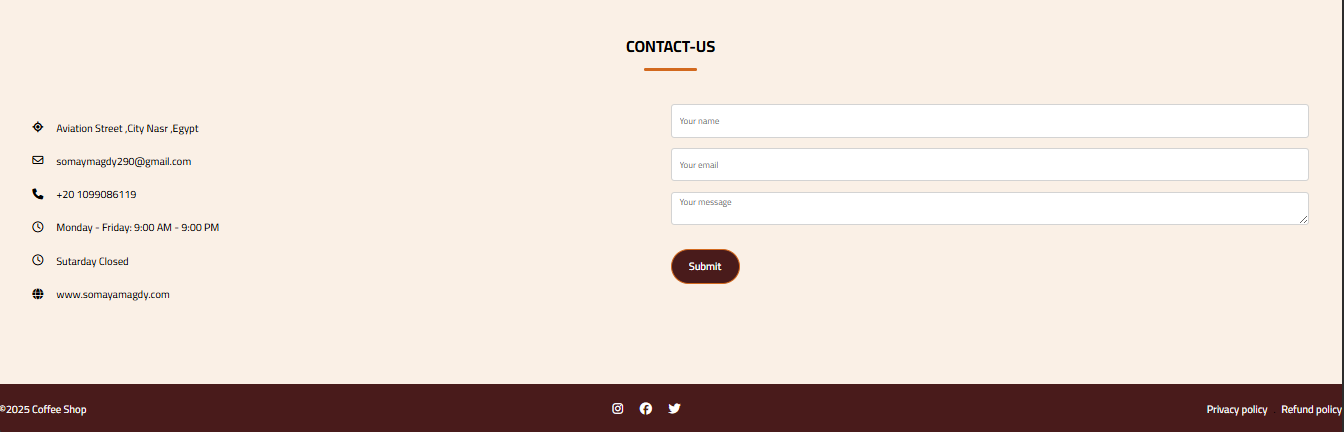 CONTACT-US
Aviation Street ,City Nasr ,Egypt
somaymagdy290@gmail.com
+20 1099086119
Monday - Friday: 9:00 AM - 9:00 PM
Sutarday Closed
www.somayamagdy.com
Your name
Your email
Your message
Submit
©2025 Coffee Shop
Privacy policy
Refund policy